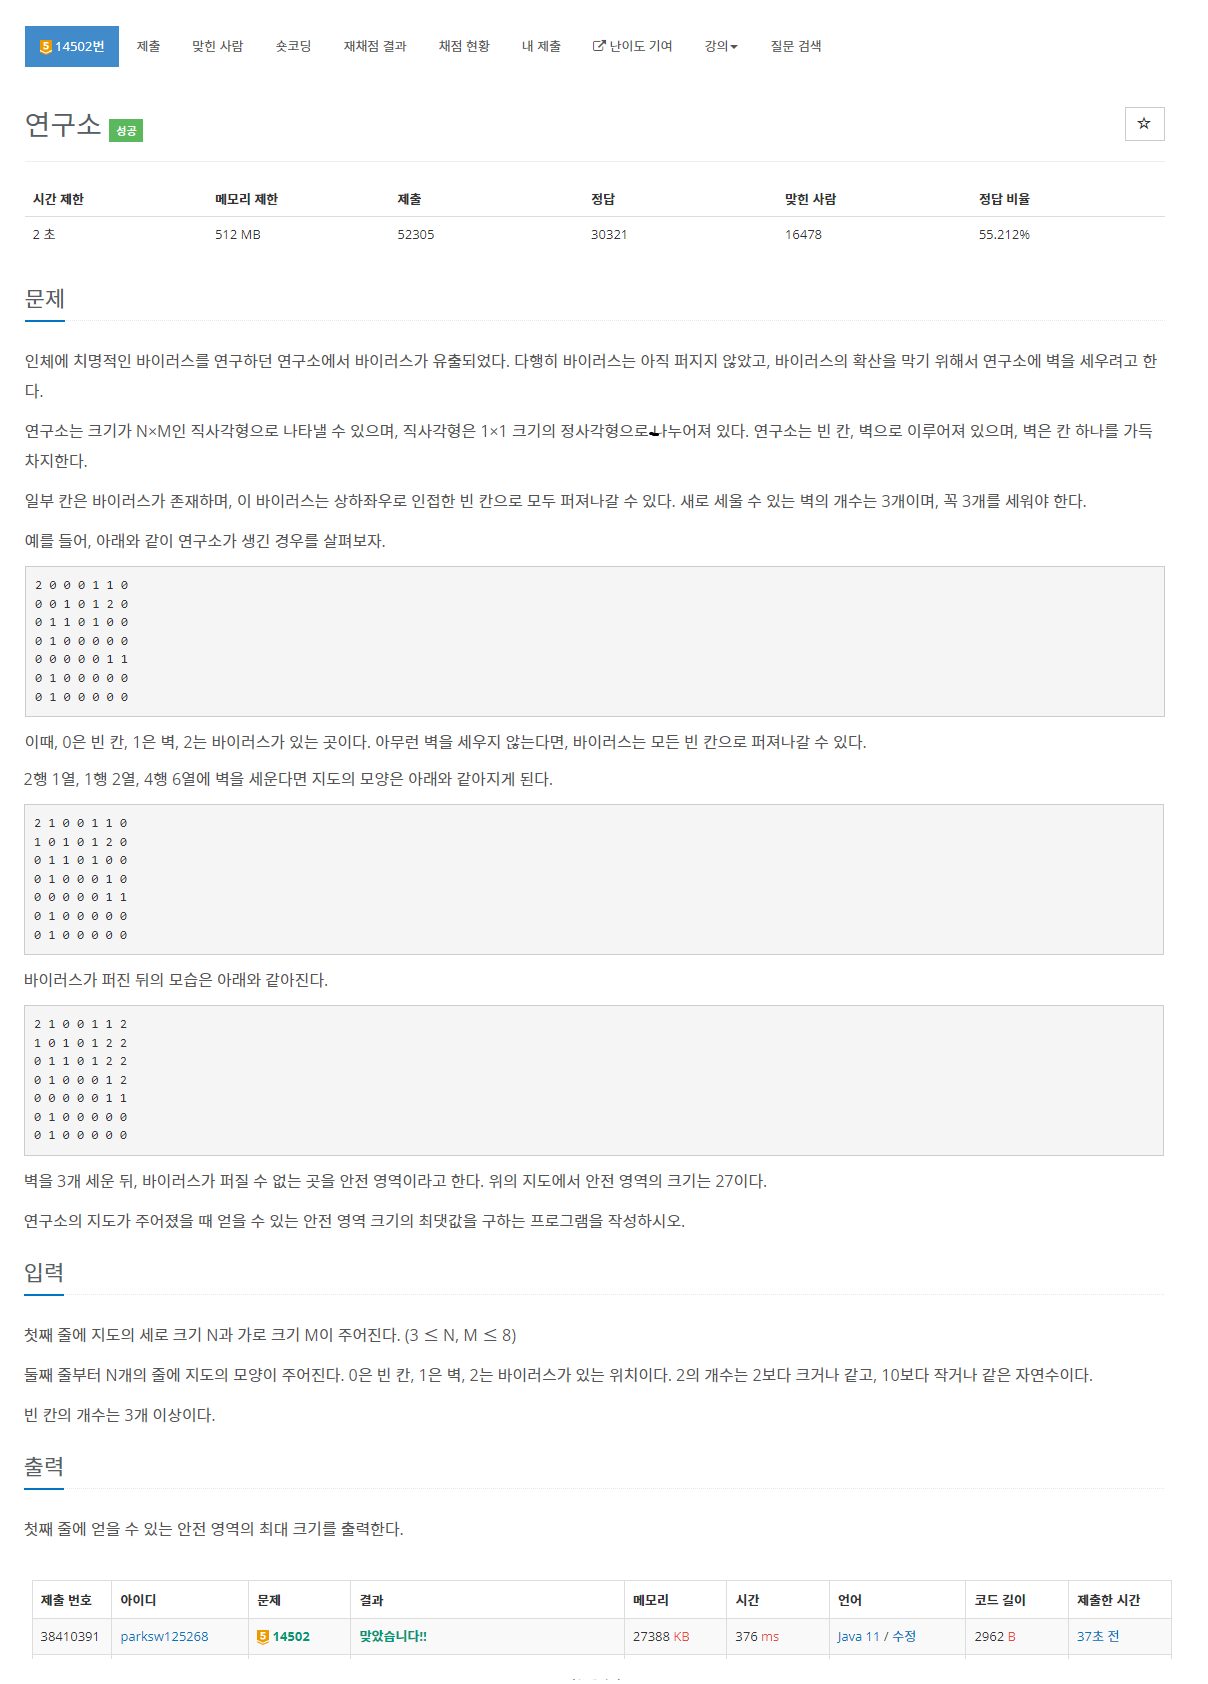 5 14502번 제출 맞힌 사람 숏코딩 재채점 결과 채점 현황 내 제출 난이도 기여 강의 질문 검색
연구소 성공
시간 제한 메모리 제한 제출 정답 맞힌 사람 정답 비율
2 초 512 MB 52305 30321 16478 55.212%
문제
인체에 치명적인 바이러스를 연구하던 연구소에서 바이러스가 유출되었다. 다행히 바이러스는 아직 퍼지지 않았고, 바이러스의 확산을 막기 위해서 연구소에 벽을 세우려고 한
다.
연구소는 크기가 N×M인 직사각형으로 나타낼 수 있으며, 직사각형은 1×1 크기의 정사각형으로 나누어져 있다. 연구소는 빈 칸, 벽으로 이루어져 있으며, 벽은 칸 하나를 가득
차지한다.
일부 칸은 바이러스가 존재하며, 이 바이러스는 상하좌우로 인접한 빈 칸으로 모두 퍼져나갈 수 있다. 새로 세울 수 있는 벽의 개수는 3개이며, 꼭 3개를 세워야 한다.
예를 들어, 아래와 같이 연구소가 생긴 경우를 살펴보자.
2 0 0 0 1 1 0
0 0 1 0 1 2 0
0 1 1 0 1 0 0
0 1 0 0 0 0 0
0 0 0 0 0 1 1
0 1 0 0 0 0 0
0 1 0 0 0 0 0
이때, 0은 빈 칸, 1은 벽, 2는 바이러스가 있는 곳이다. 아무런 벽을 세우지 않는다면, 바이러스는 모든 빈 칸으로 퍼져나갈 수 있다.
2행 1열, 1행 2열, 4행 6열에 벽을 세운다면 지도의 모양은 아래와 같아지게 된다.
2 1 0 0 1 1 0
1 0 1 0 1 2 0
0 1 1 0 1 0 0
0 1 0 0 0 1 0
0 0 0 0 0 1 1
0 1 0 0 0 0 0
0 1 0 0 0 0 0
바이러스가 퍼진 뒤의 모습은 아래와 같아진다.
2 1 0 0 1 1 2
1 0 1 0 1 2 2
0 1 1 0 1 2 2
0 1 0 0 0 1 2
0 0 0 0 0 1 1
0 1 0 0 0 0 0
0 1 0 0 0 0 0
벽을 3개 세운 뒤, 바이러스가 퍼질 수 없는 곳을 안전 영역이라고 한다. 위의 지도에서 안전 영역의 크기는 27이다.
연구소의 지도가 주어졌을 때 얻을 수 있는 안전 영역 크기의 최댓값을 구하는 프로그램을 작성하시오.
입력
첫째 줄에 지도의 세로 크기 N과 가로 크기 M이 주어진다. (3 ≤ N, M ≤ 8)
둘째 줄부터 N개의 줄에 지도의 모양이 주어진다. 0은 빈 칸, 1은 벽, 2는 바이러스가 있는 위치이다. 2의 개수는 2보다 크거나 같고, 10보다 작거나 같은 자연수이다.
빈 칸의 개수는 3개 이상이다.
출력
첫째 줄에 얻을 수 있는 안전 영역의 최대 크기를 출력한다.
제출 번호 아이디 문제 결과 메모리 시간 언어 코드 길이 제출한 시간
38410391 parksw125268 5 14502 맞았습니다!! 27388 KB 376 ms Java 11 / 수정 2962 B 37초 전